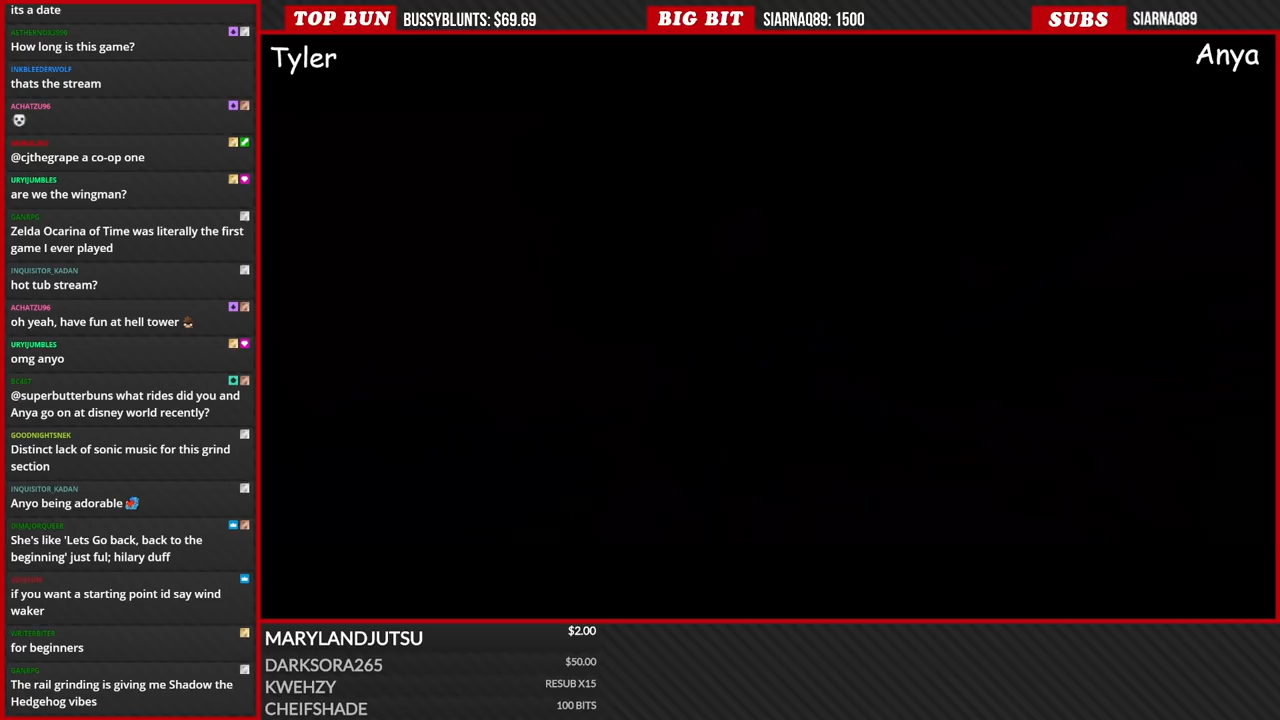 its a date
AETHERNOX3599
How long is this game?
INKBLEEDERWOLF
thats the stream
ACHATZU96
@cjthegrape a co-op one
URYIJUMBLES
are we the wingman?
GANRPG
Zelda Ocarina of Time was literally the first
game I ever played
INQUISITOR_KADAN
hot tub stream?
ACHATZU96
oh yeah, have fun at hell tower
URYIJUMBLES
omg anyo
@superbutterbuns what rides did you and
Anya go on at disney world recently?
GOODNIGHTSNEK
Distinct lack of sonic music for this grind
section
INQUISITOR_KADAN
Anyo being adorable
DISMAJORQUEER
She's like 'Lets Go back, back to the
beginning' just ful; hilary duff
if you want a starting point id say wind
waker
WRITERBITER
for beginners
GANRPG
The rail grinding is giving me Shadow the
Hedgehog vibes
TOP BUN BUSSYBLUNTS: $69.69 BIG BIT SIARNAQ89: 1500 SUBS SIARNAQ89
Tyler Anya
MARYLANDJUTSU $2.00
DARKSORA265 $50.00
KWEHZY RESUB X15
CHEIFSHADE 100 BITS